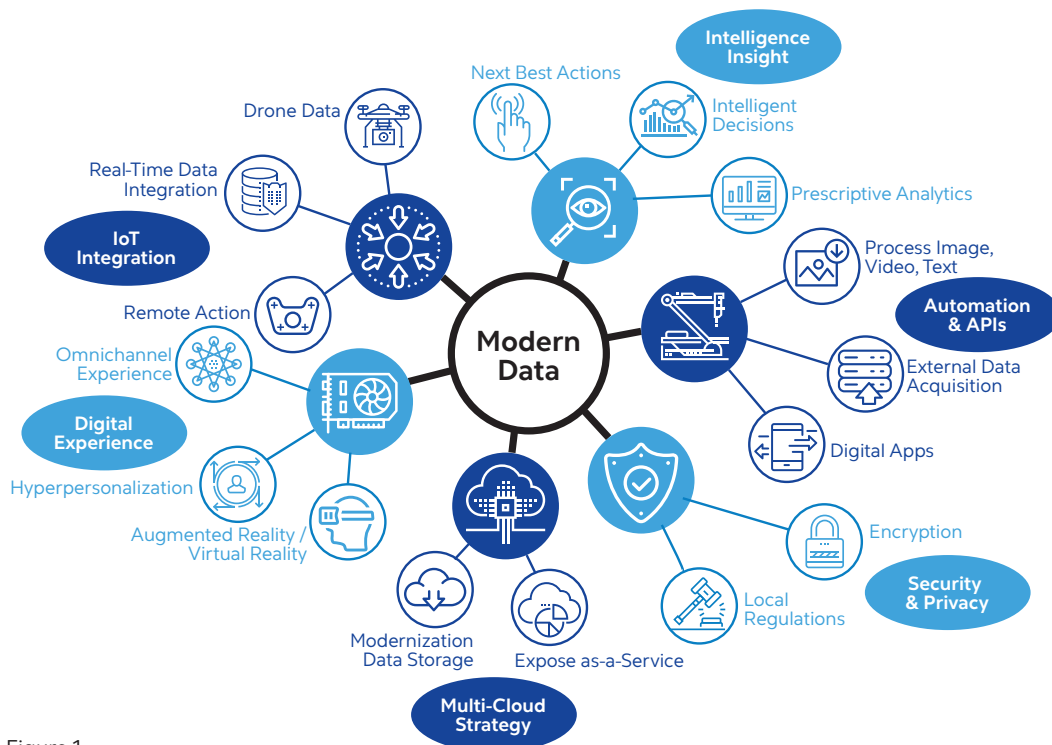 Intelligence
Insight
Next Best Actions
Intelligent
Decisions
Drone Data
Real-Time Data
Integration
Prescriptive Analytics
IoT
Integration
Process Image,
Video, Text
Remote Action
Automation
& APIs
Modern
Data
Omnichannel
Experience
External Data
Acquisition
Digital
Experience
Digital Apps
Hyperpersonalization
Augmented Reality /
Virtual Reality
Encryption
Security
& Privacy
Local
Regulations
Modernization
Data Storage
Expose as-a-Service
Multi-Cloud
Strategy
Figure 1